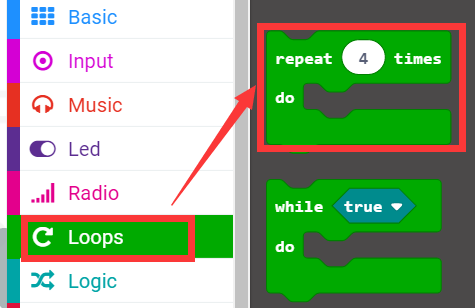 Basic
Input
Music
Led
Radio
Loops
Logic
repeat 4 times
do
while true
do